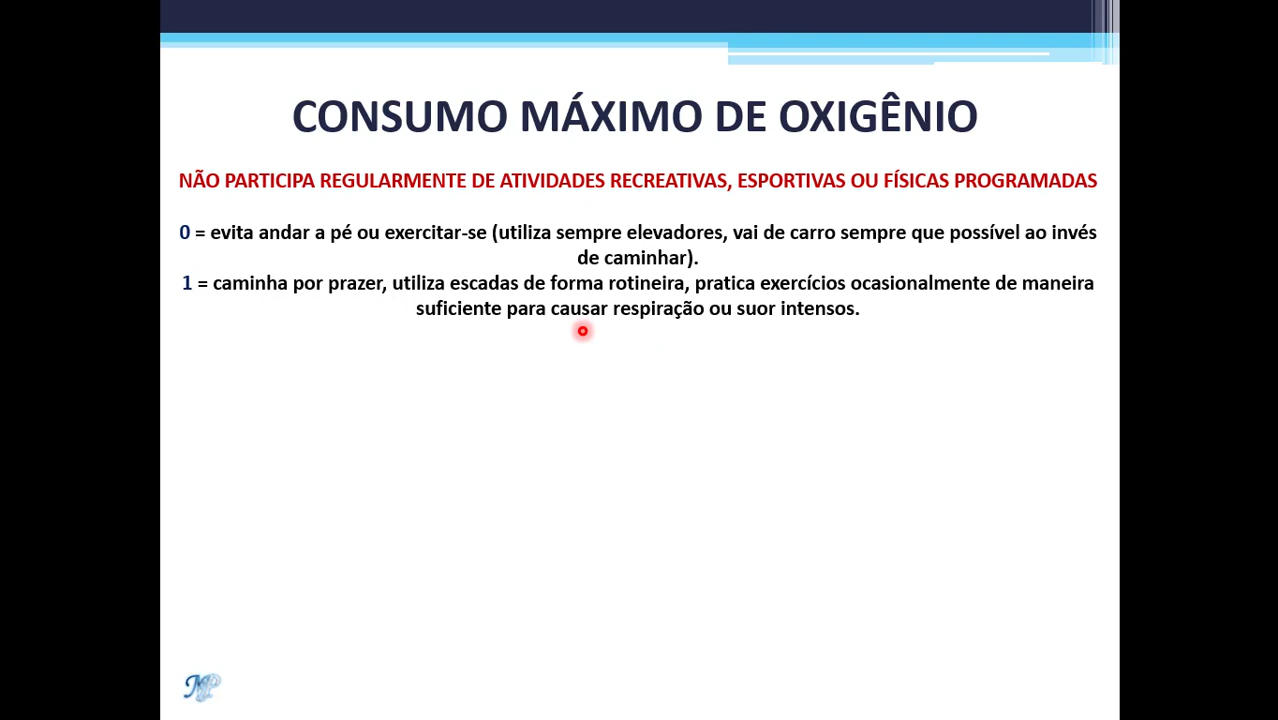 CONSUMO MÁXIMO DE OXIGÊNIO
NÃO PARTICIPA REGULARMENTE DE ATIVIDADES RECREATIVAS, ESPORTIVAS OU FÍSICAS PROGRAMADAS
0 = evita andar a pé ou exercitar-se (utiliza sempre elevadores, vai de carro sempre que possível ao invés
de caminhar).
1 = caminha por prazer, utiliza escadas de forma rotineira, pratica exercícios ocasionalmente de maneira
suficiente para causar respiração ou suor intensos.